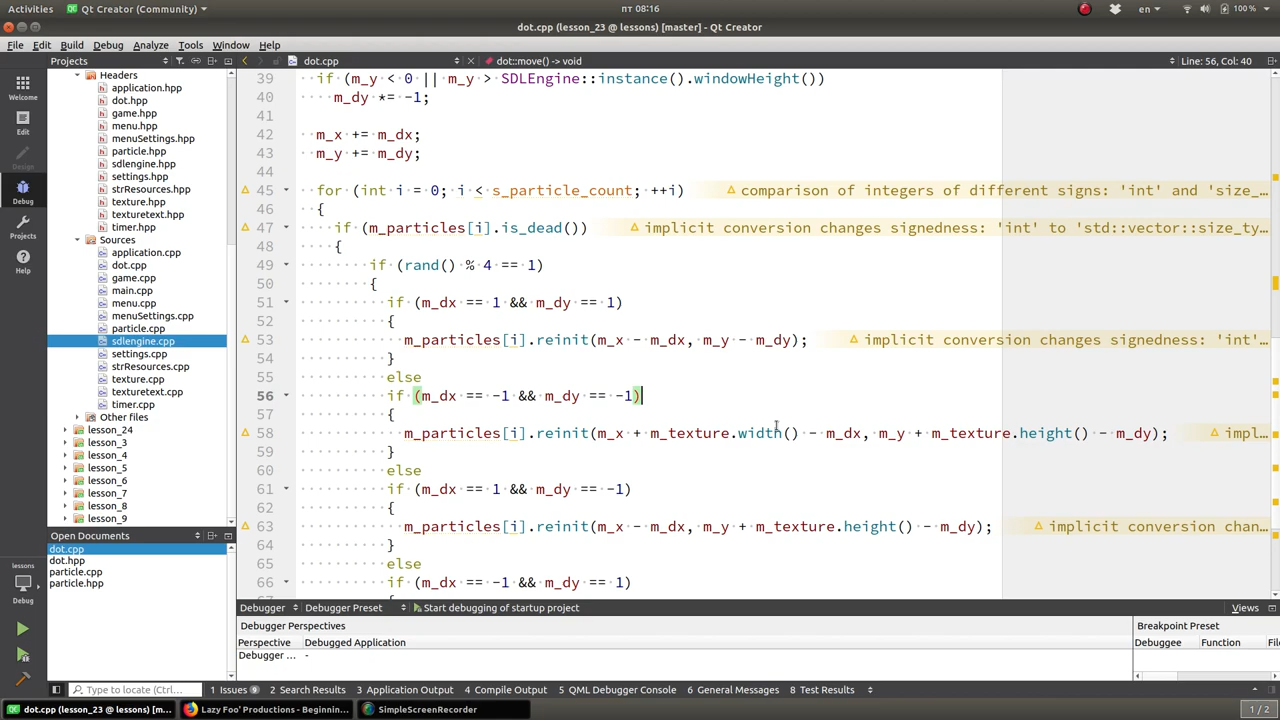 Activities Qt Creator (Community) пт 08:16 en 100 %
dot.cpp (lesson_23 @ lessons) [master] - Qt Creator
File Edit Build Debug Analyze Tools Window Help
Projects dot.cpp dot::move() -> void Line: 56, Col: 40
Welcome
Edit
Design
Debug
Projects
Help
lessons
Debug
Headers
application.hpp
dot.hpp
game.hpp
menu.hpp
menuSettings.hpp
particle.hpp
sdlengine.hpp
settings.hpp
strResources.hpp
texture.hpp
texturetext.hpp
timer.hpp
Sources
application.cpp
dot.cpp
game.cpp
main.cpp
menu.cpp
menuSettings.cpp
particle.cpp
sdlengine.cpp
settings.cpp
strResources.cpp
texture.cpp
texturetext.cpp
timer.cpp
Other files
lesson_24
lesson_3
lesson_4
lesson_5
lesson_6
lesson_7
lesson_8
lesson_9
Open Documents
dot.cpp
dot.hpp
particle.cpp
particle.hpp
39 if (m_y < 0 || m_y > SDLEngine::instance().windowHeight())
40 m_dy *= -1;
41
42 m_x += m_dx;
43 m_y += m_dy;
44
45 for (int i = 0; i < s_particle_count; ++i) comparison of integers of different signs: 'int' and 'size_...
46 {
47 if (m_particles[i].is_dead()) implicit conversion changes signedness: 'int' to 'std::vector::size_ty...
48 {
49 if (rand() % 4 == 1)
50 {
51 if (m_dx == 1 && m_dy == 1)
52 {
53 m_particles[i].reinit(m_x - m_dx, m_y - m_dy); implicit conversion changes signedness: 'int'...
54 }
55 else
56 if (m_dx == -1 && m_dy == -1)
57 {
58 m_particles[i].reinit(m_x + m_texture.width() - m_dx, m_y + m_texture.height() - m_dy); impl...
59 }
60 else
61 if (m_dx == 1 && m_dy == -1)
62 {
63 m_particles[i].reinit(m_x - m_dx, m_y + m_texture.height() - m_dy); implicit conversion chan...
64 }
65 else
66 if (m_dx == -1 && m_dy == 1)
Debugger Debugger Preset Start debugging of startup project Views
Debugger Perspectives Breakpoint Preset
Perspective Debugged Application Debuggee Function File
Debugger ... -
Type to locate (Ctrl-... 1 Issues 9 2 Search Results 3 Application Output 4 Compile Output 5 QML Debugger Console 6 General Messages 8 Test Results
dot.cpp (lesson_23 @ lessons) [m... Lazy Foo' Productions - Beginnin... SimpleScreenRecorder 1 / 2